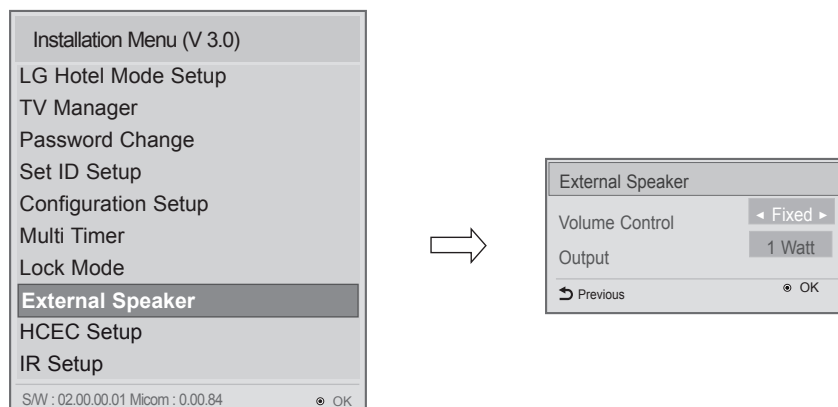 Installation Menu (V 3.0)
LG Hotel Mode Setup
TV Manager
Password Change
Set ID Setup
Configuration Setup
Multi Timer
Lock Mode
External Speaker
HCEC Setup
IR Setup
S/W : 02.00.00.01 Micom : 0.00.84 ◉ OK
External Speaker
Volume Control ◄ Fixed ►
Output 1 Watt
⮌ Previous ◉ OK